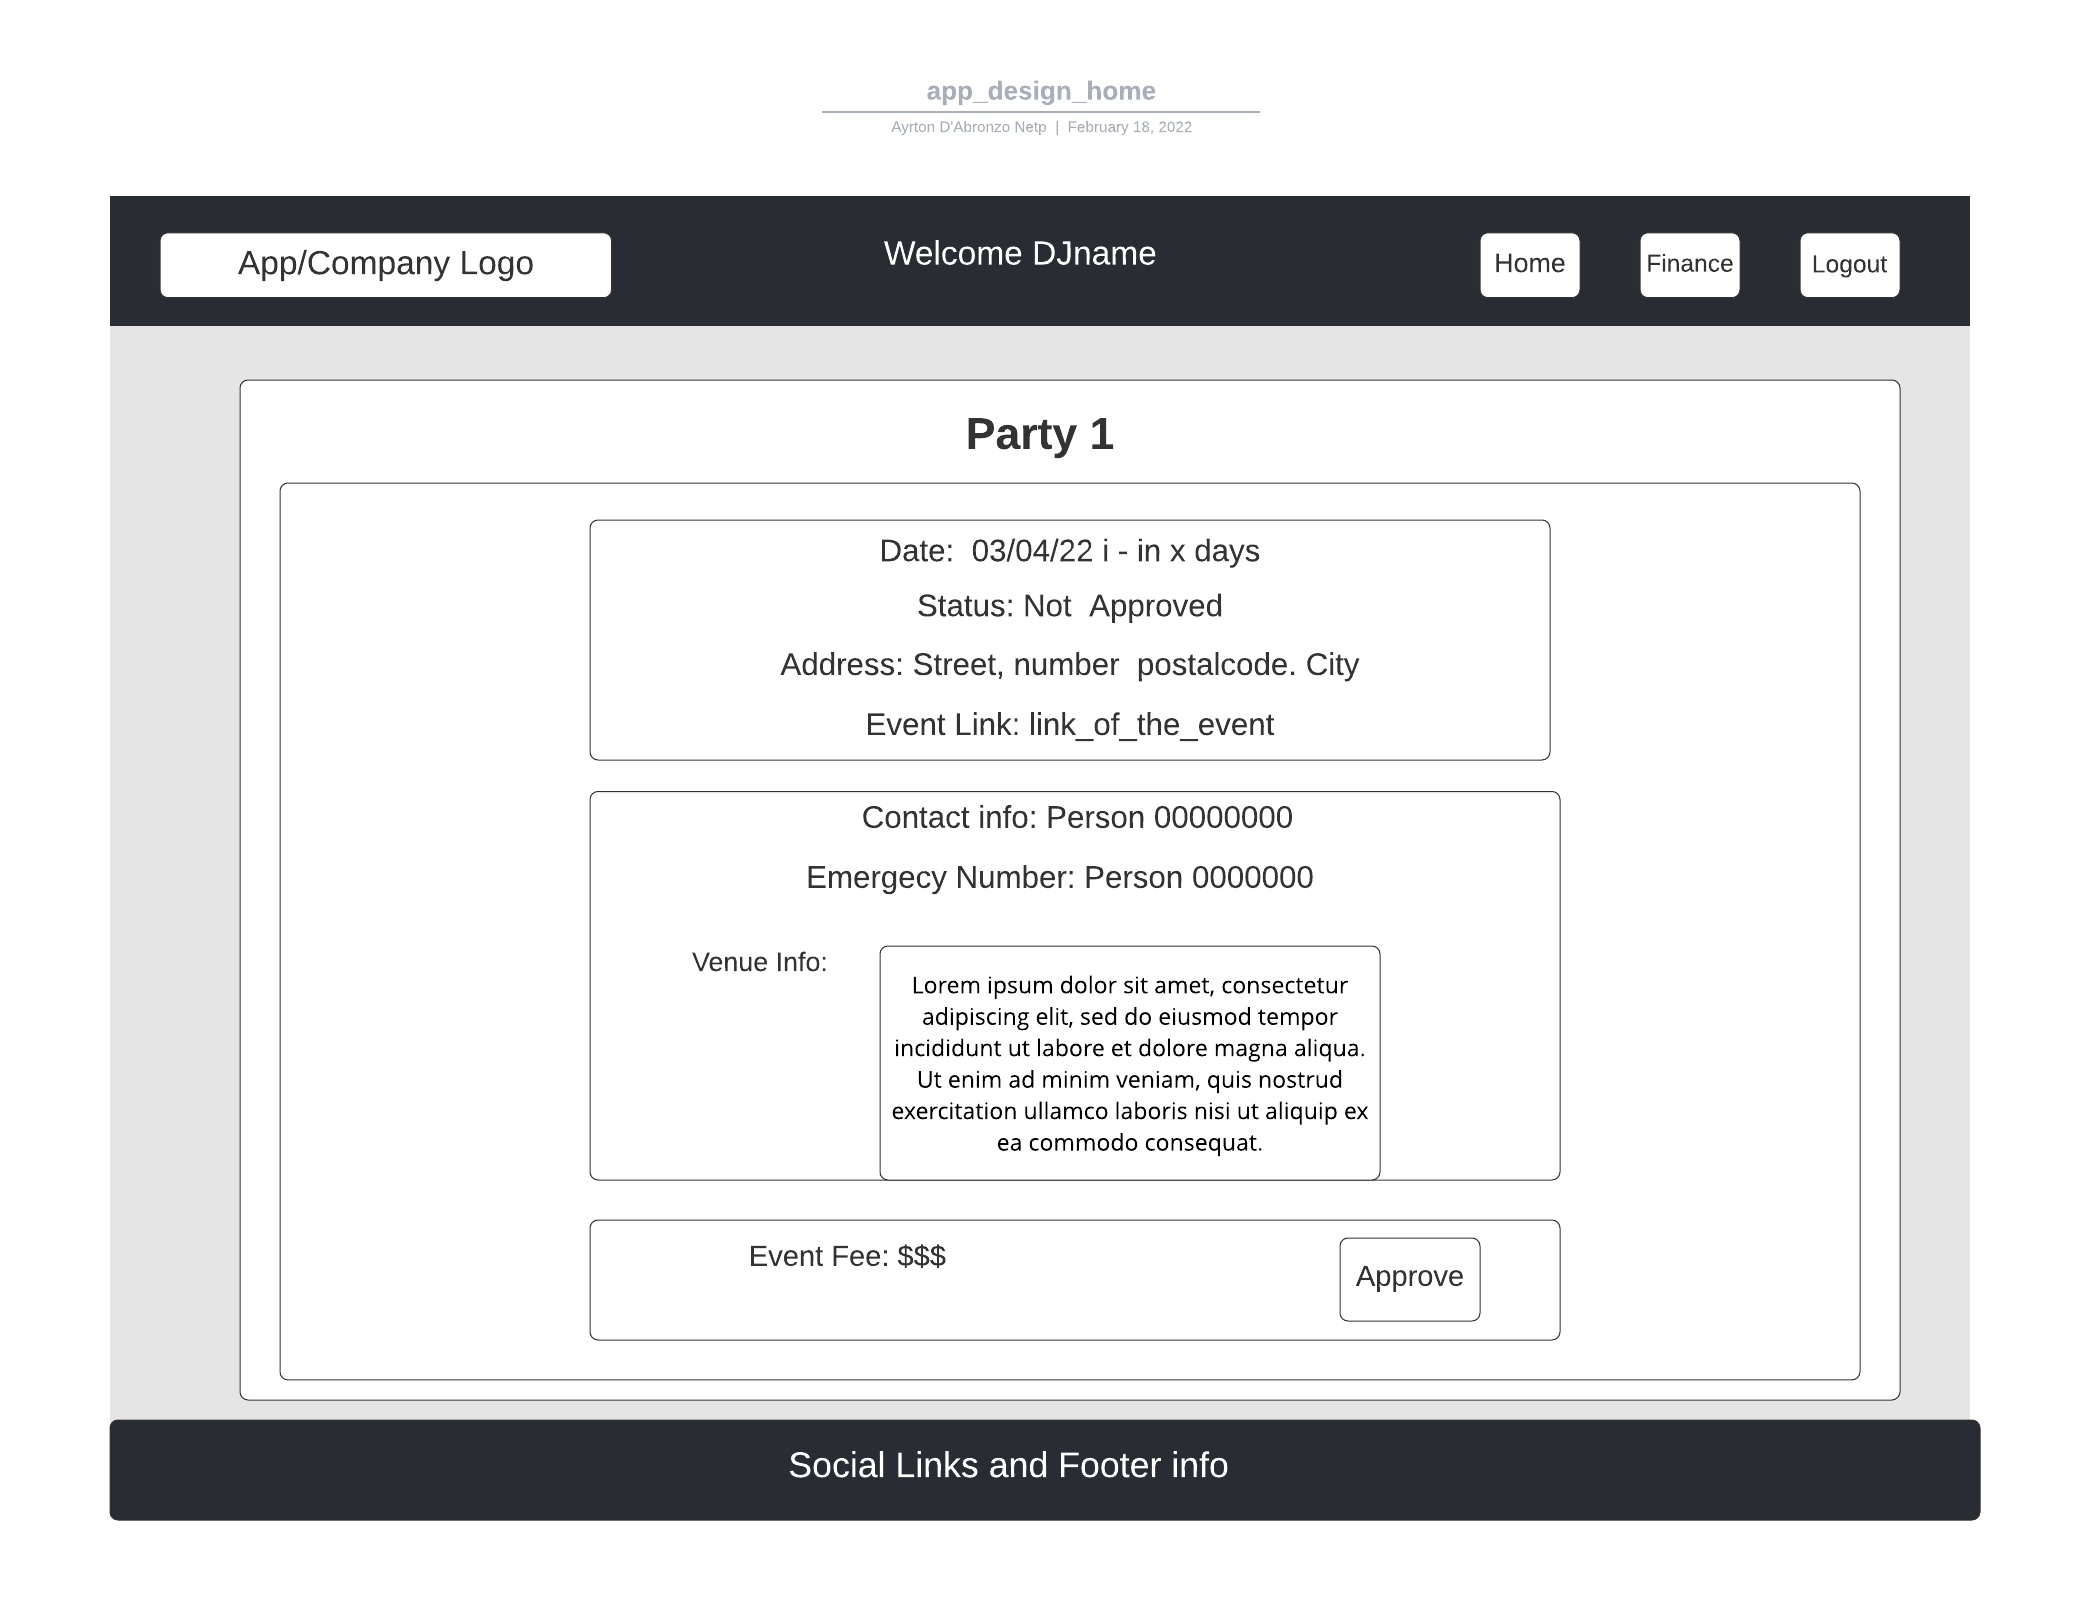 app_design_home
Ayrton D'Abronzo Netp | February 18, 2022
App/Company Logo
Welcome DJname
Home
Finance
Logout
Party 1
Date:  03/04/22 i - in x days
Status: Not  Approved
Address: Street, number  postalcode. City
Event Link: link_of_the_event
Contact info: Person 00000000
Emergecy Number: Person 0000000
Venue Info:
Lorem ipsum dolor sit amet, consectetur
adipiscing elit, sed do eiusmod tempor
incididunt ut labore et dolore magna aliqua.
Ut enim ad minim veniam, quis nostrud
exercitation ullamco laboris nisi ut aliquip ex
ea commodo consequat.
Event Fee: $$$
Approve
Social Links and Footer info